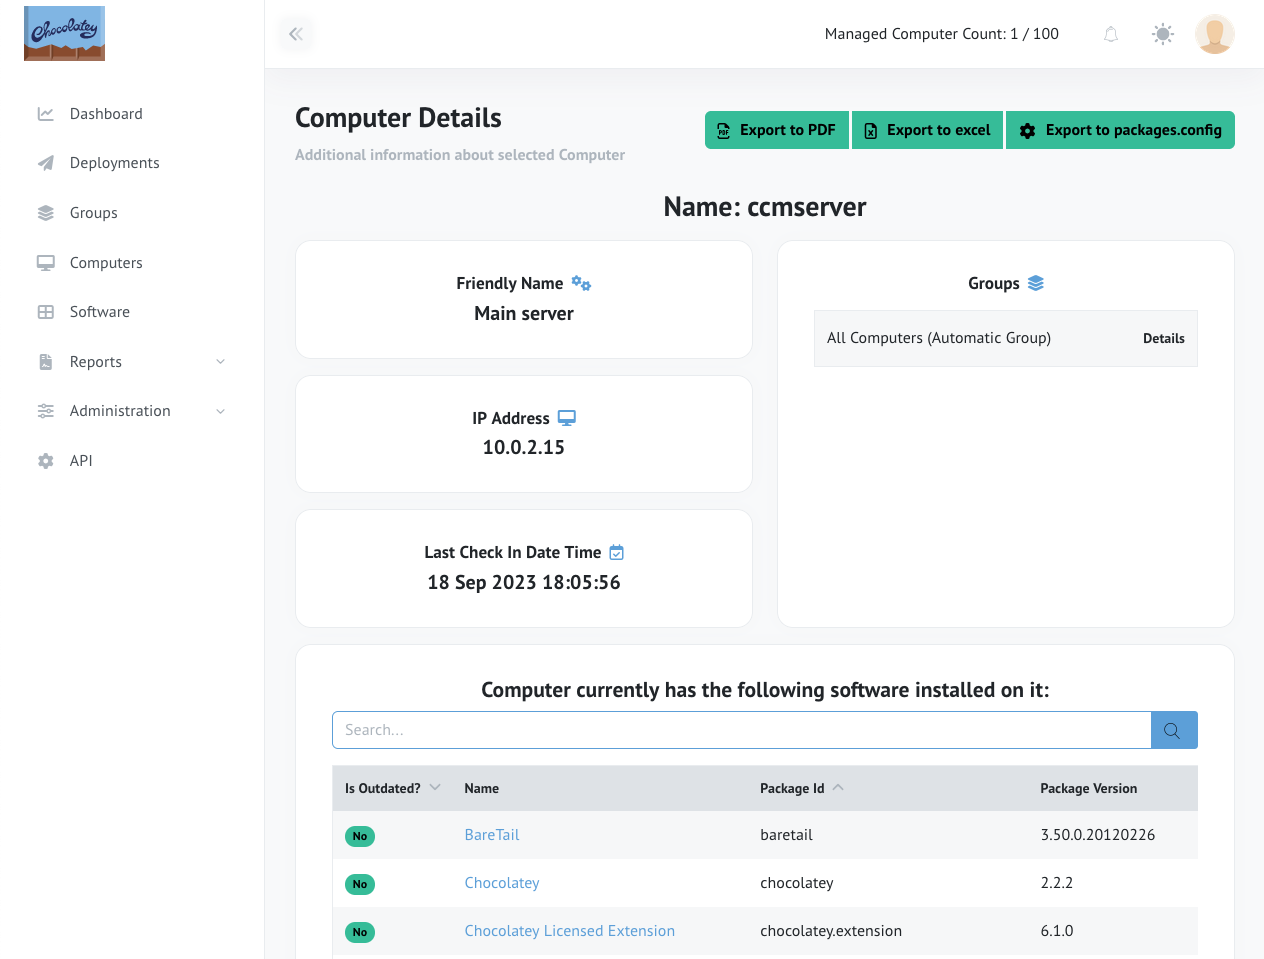 Chocolatey
Managed Computer Count: 1 / 100
Dashboard
Deployments
Groups
Computers
Software
Reports
Administration
API
Computer Details
Additional information about selected Computer
PDF Export to PDF
Export to excel
Export to packages.config
Name: ccmserver
Friendly Name
Main server
IP Address
10.0.2.15
Last Check In Date Time
18 Sep 2023 18:05:56
Groups
All Computers (Automatic Group) Details
Computer currently has the following software installed on it:
Search...
Is Outdated? Name Package Id Package Version
No BareTail baretail 3.50.0.20120226
No Chocolatey chocolatey 2.2.2
No Chocolatey Licensed Extension chocolatey.extension 6.1.0